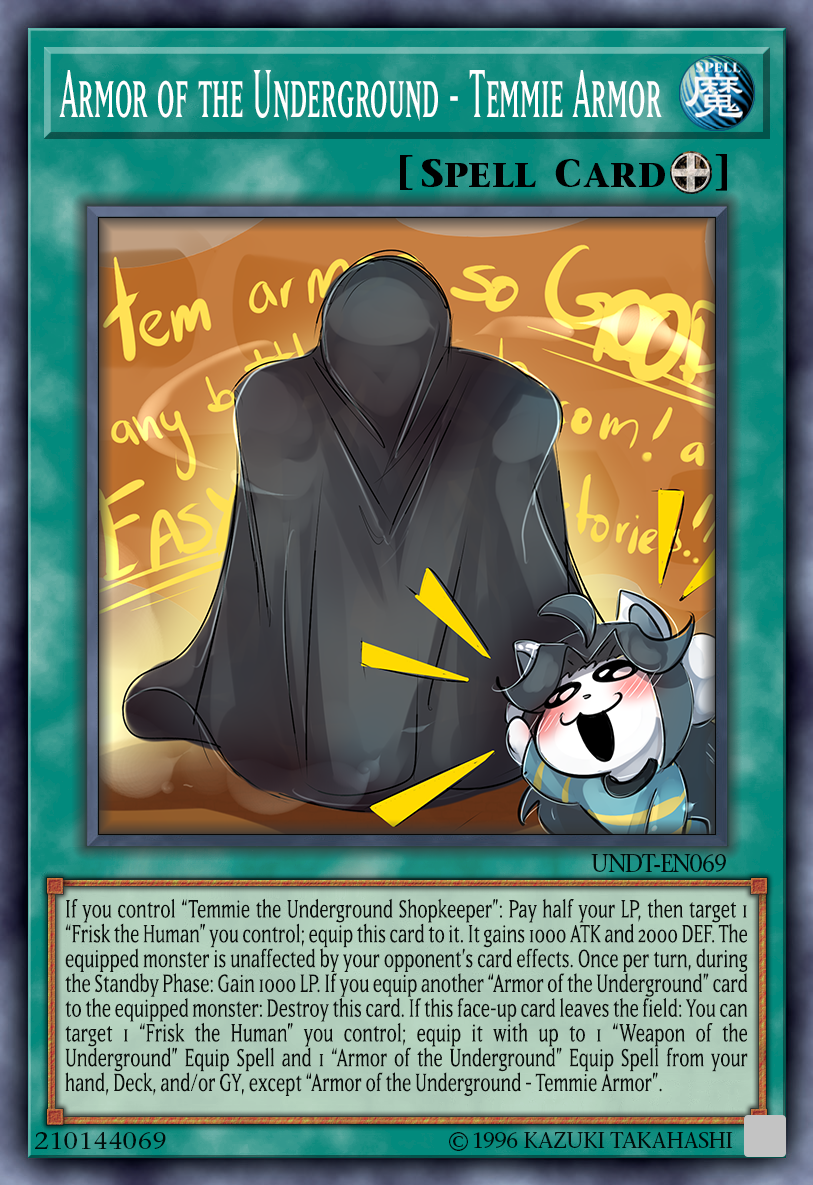 ARMOR OF THE UNDERGROUND - TEMMIE ARMOR
SPELL
魔
[SPELL CARD]
tem arm so GOOD
any b com! a
EASY tories!!
UNDT-EN069
If you control “Temmie the Underground Shopkeeper”: Pay half your LP, then target 1
“Frisk the Human” you control; equip this card to it. It gains 1000 ATK and 2000 DEF. The
equipped monster is unaffected by your opponent's card effects. Once per turn, during
the Standby Phase: Gain 1000 LP. If you equip another “Armor of the Underground” card
to the equipped monster: Destroy this card. If this face-up card leaves the field: You can
target 1 “Frisk the Human” you control; equip it with up to 1 “Weapon of the
Underground” Equip Spell and 1 “Armor of the Underground” Equip Spell from your
hand, Deck, and/or GY, except “Armor of the Underground - Temmie Armor”.
210144069
© 1996 KAZUKI TAKAHASHI